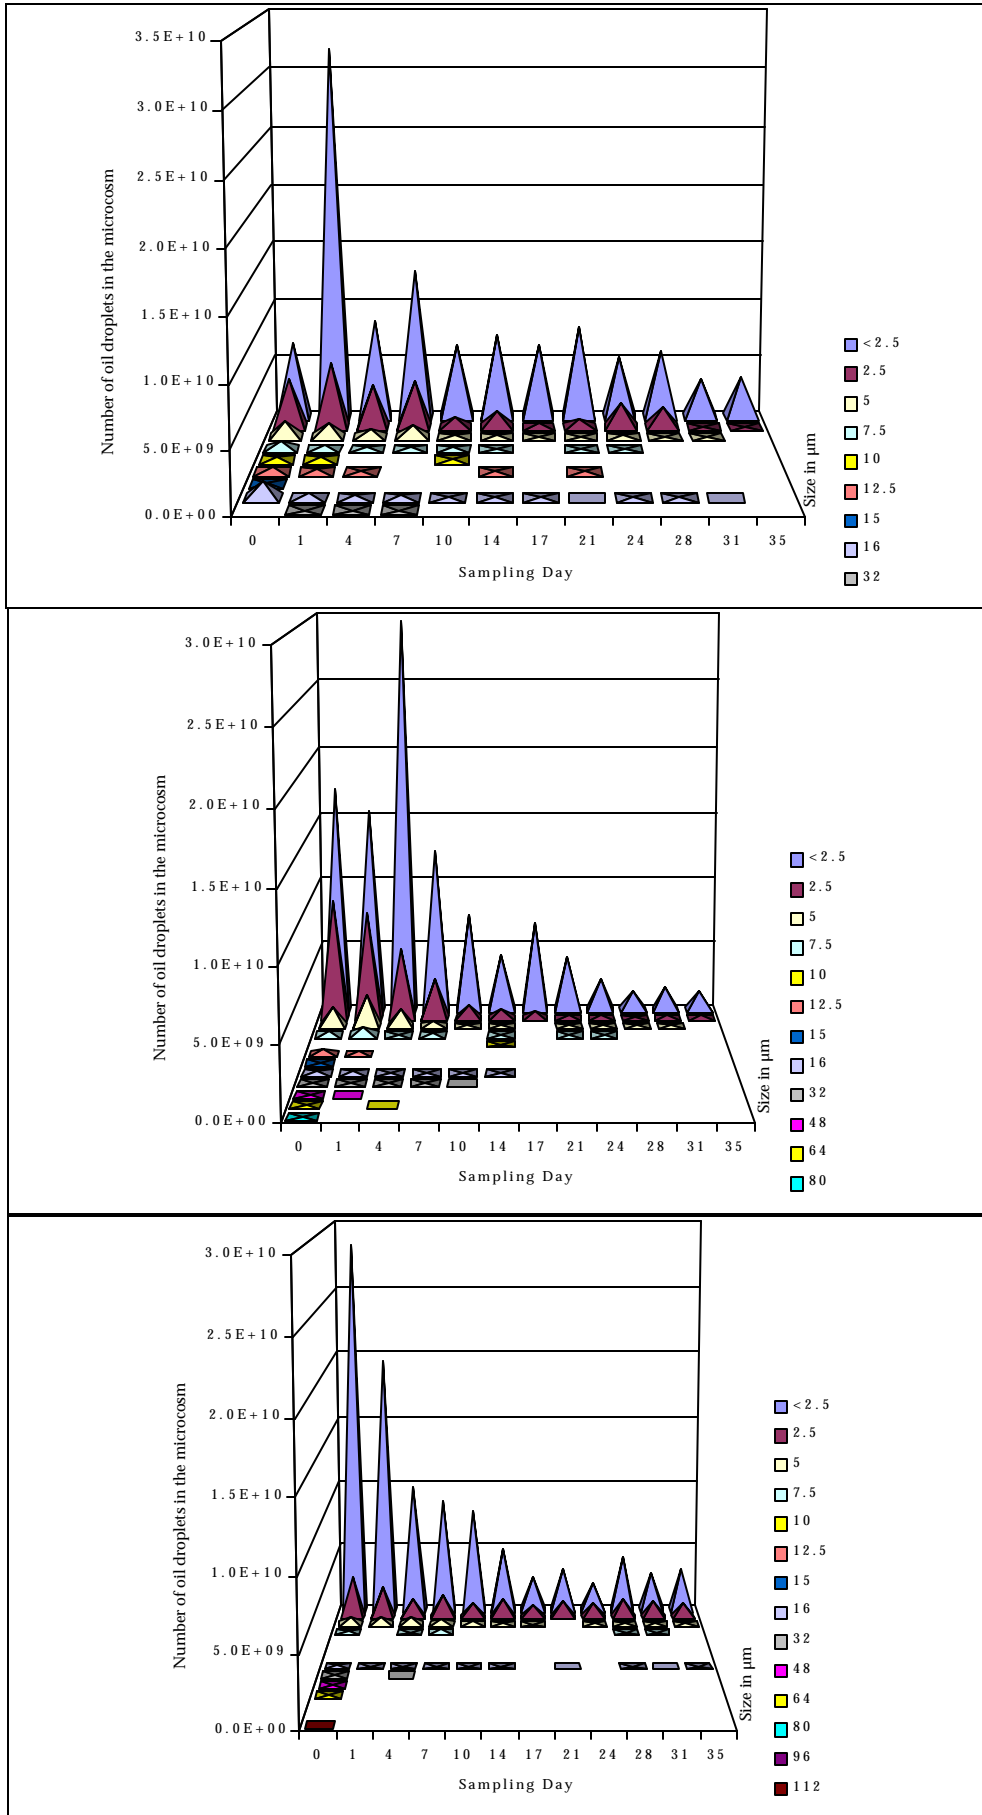 3.5E+10
3.0E+10
2.5E+10
2.0E+10
1.5E+10
1.0E+10
5.0E+09
0.0E+00
Number of oil droplets in the microcosm
0 1 4 7 10 14 17 21 24 28 31 35
Sampling Day
Size in µm
<2.5
2.5
5
7.5
10
12.5
15
16
32
3.0E+10
2.5E+10
2.0E+10
1.5E+10
1.0E+10
5.0E+09
0.0E+00
Number of oil droplets in the microcosm
0 1 4 7 10 14 17 21 24 28 31 35
Sampling Day
Size in µm
<2.5
2.5
5
7.5
10
12.5
15
16
32
48
64
80
3.0E+10
2.5E+10
2.0E+10
1.5E+10
1.0E+10
5.0E+09
0.0E+00
Number of oil droplets in the microcosm
0 1 4 7 10 14 17 21 24 28 31 35
Sampling Day
Size in µm
<2.5
2.5
5
7.5
10
12.5
15
16
32
48
64
80
96
112